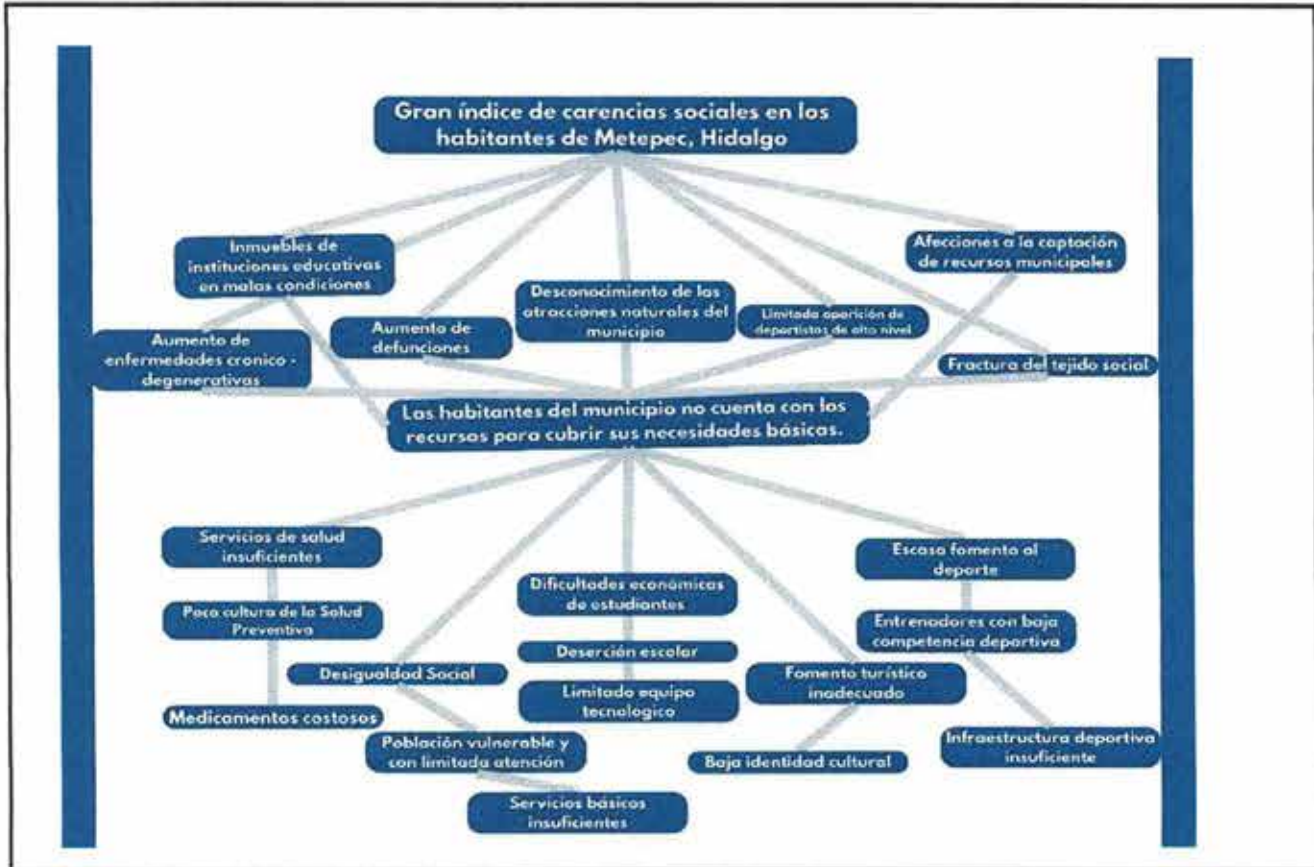 Gran índice de carencias sociales en los
habitantes de Metepec, Hidalgo
Inmuebles de
instituciones educativas
en malas condiciones
Afecciones a la captación
de recursos municipales
Desconocimiento de las
atracciones naturales del
municipio
Limitada aparición de
deportistas de alto nivel
Aumento de
defunciones
Aumento de
enfermedades cronico -
degenerativas
Fractura del tejido social
Los habitantes del municipio no cuenta con los
recursos para cubrir sus necesidades básicas.
Servicios de salud
insuficientes
Escaso fomento al
deporte
Dificultades económicas
de estudiantes
Poca cultura de la Salud
Preventiva
Entrenadores con baja
competencia deportiva
Deserción escolar
Desigualdad Social
Fomento turístico
inadecuado
Limitado equipo
tecnologico
Medicamentos costosos
Población vulnerable y
con limitada atención
Baja identidad cultural
Infraestructura deportiva
insuficiente
Servicios básicos
insuficientes